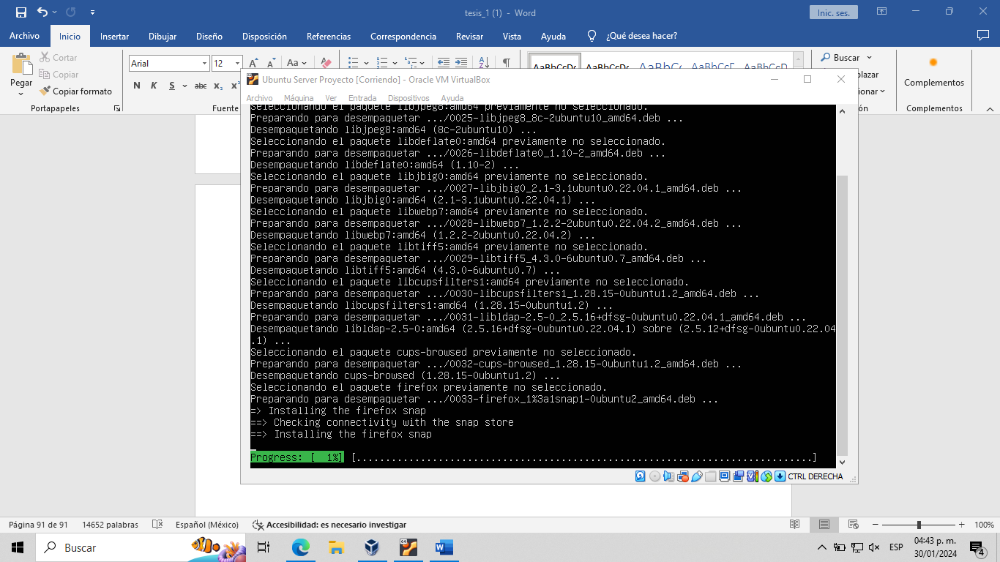 tesis_1 (1) - Word
Inic. ses.
Archivo Inicio Insertar Dibujar Diseño Disposición Referencias Correspondencia Revisar Vista Ayuda ¿Qué desea hacer?
Pegar
Cortar
Copiar
Copiar formato
Portapapeles
Arial 12
Aa
N K S abc x₂ x²
Fuente
AaBbCcDc AaBbCcDc
Buscar
Complementos
Complementos
Ubuntu Server Proyecto [Corriendo] - Oracle VM VirtualBox
Archivo Máquina Ver Entrada Dispositivos Ayuda
Seleccionando el paquete libjpeg8:amd64 previamente no seleccionado.
Preparando para desempaquetar .../0025-libjpeg8_8c-2ubuntu10_amd64.deb ...
Desempaquetando libjpeg8:amd64 (8c-2ubuntu10) ...
Seleccionando el paquete libdeflate0:amd64 previamente no seleccionado.
Preparando para desempaquetar .../0026-libdeflate0_1.10-2_amd64.deb ...
Desempaquetando libdeflate0:amd64 (1.10-2) ...
Seleccionando el paquete libjbig0:amd64 previamente no seleccionado.
Preparando para desempaquetar .../0027-libjbig0_2.1-3.1ubuntu0.22.04.1_amd64.deb ...
Desempaquetando libjbig0:amd64 (2.1-3.1ubuntu0.22.04.1) ...
Seleccionando el paquete libwebp7:amd64 previamente no seleccionado.
Preparando para desempaquetar .../0028-libwebp7_1.2.2-2ubuntu0.22.04.2_amd64.deb ...
Desempaquetando libwebp7:amd64 (1.2.2-2ubuntu0.22.04.2) ...
Seleccionando el paquete libtiff5:amd64 previamente no seleccionado.
Preparando para desempaquetar .../0029-libtiff5_4.3.0-6ubuntu0.7_amd64.deb ...
Desempaquetando libtiff5:amd64 (4.3.0-6ubuntu0.7) ...
Seleccionando el paquete libcupsfilters1:amd64 previamente no seleccionado.
Preparando para desempaquetar .../0030-libcupsfilters1_1.28.15-0ubuntu1.2_amd64.deb ...
Desempaquetando libcupsfilters1:amd64 (1.28.15-0ubuntu1.2) ...
Preparando para desempaquetar .../0031-libldap-2.5-0_2.5.16+dfsg-0ubuntu0.22.04.1_amd64.deb ...
Desempaquetando libldap-2.5-0:amd64 (2.5.16+dfsg-0ubuntu0.22.04.1) sobre (2.5.12+dfsg-0ubuntu0.22.04
.1) ...
Seleccionando el paquete cups-browsed previamente no seleccionado.
Preparando para desempaquetar .../0032-cups-browsed_1.28.15-0ubuntu1.2_amd64.deb ...
Desempaquetando cups-browsed (1.28.15-0ubuntu1.2) ...
Seleccionando el paquete firefox previamente no seleccionado.
Preparando para desempaquetar .../0033-firefox_1%3a1snap1-0ubuntu2_amd64.deb ...
=> Installing the firefox snap
==> Checking connectivity with the snap store
==> Installing the firefox snap
Progress: [  1%] [..............................................................................]
CTRL DERECHA
Página 91 de 91 14652 palabras Español (México) Accesibilidad: es necesario investigar 100%
Buscar
ESP
04:43 p. m.
30/01/2024
4